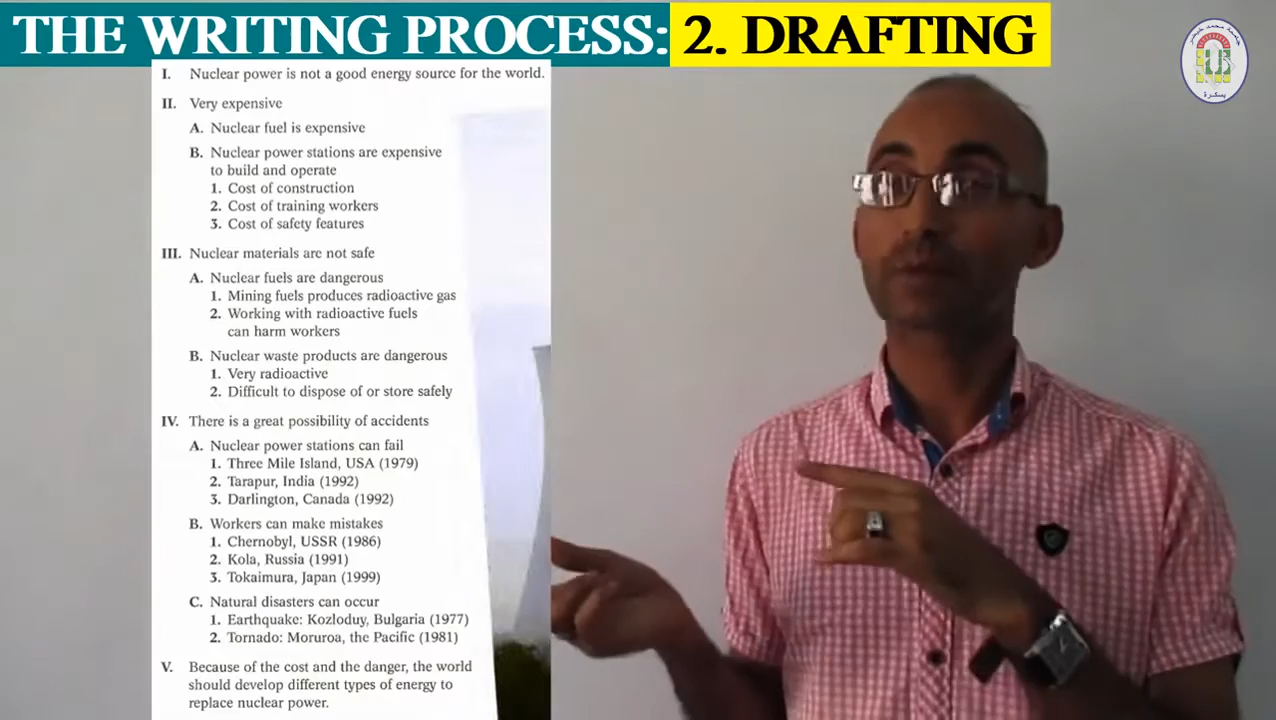 THE WRITING PROCESS: 2. DRAFTING
I. Nuclear power is not a good energy source for the world.
II. Very expensive
A. Nuclear fuel is expensive
B. Nuclear power stations are expensive
to build and operate
1. Cost of construction
2. Cost of training workers
3. Cost of safety features
III. Nuclear materials are not safe
A. Nuclear fuels are dangerous
1. Mining fuels produces radioactive gas
2. Working with radioactive fuels
can harm workers
B. Nuclear waste products are dangerous
1. Very radioactive
2. Difficult to dispose of or store safely
IV. There is a great possibility of accidents
A. Nuclear power stations can fail
1. Three Mile Island, USA (1979)
2. Tarapur, India (1992)
3. Darlington, Canada (1992)
B. Workers can make mistakes
1. Chernobyl, USSR (1986)
2. Kola, Russia (1991)
3. Tokaimura, Japan (1999)
C. Natural disasters can occur
1. Earthquake: Kozloduy, Bulgaria (1977)
2. Tornado: Moruroa, the Pacific (1981)
V. Because of the cost and the danger, the world
should develop different types of energy to
replace nuclear power.
جامعة محمد خيضر
بسكرة